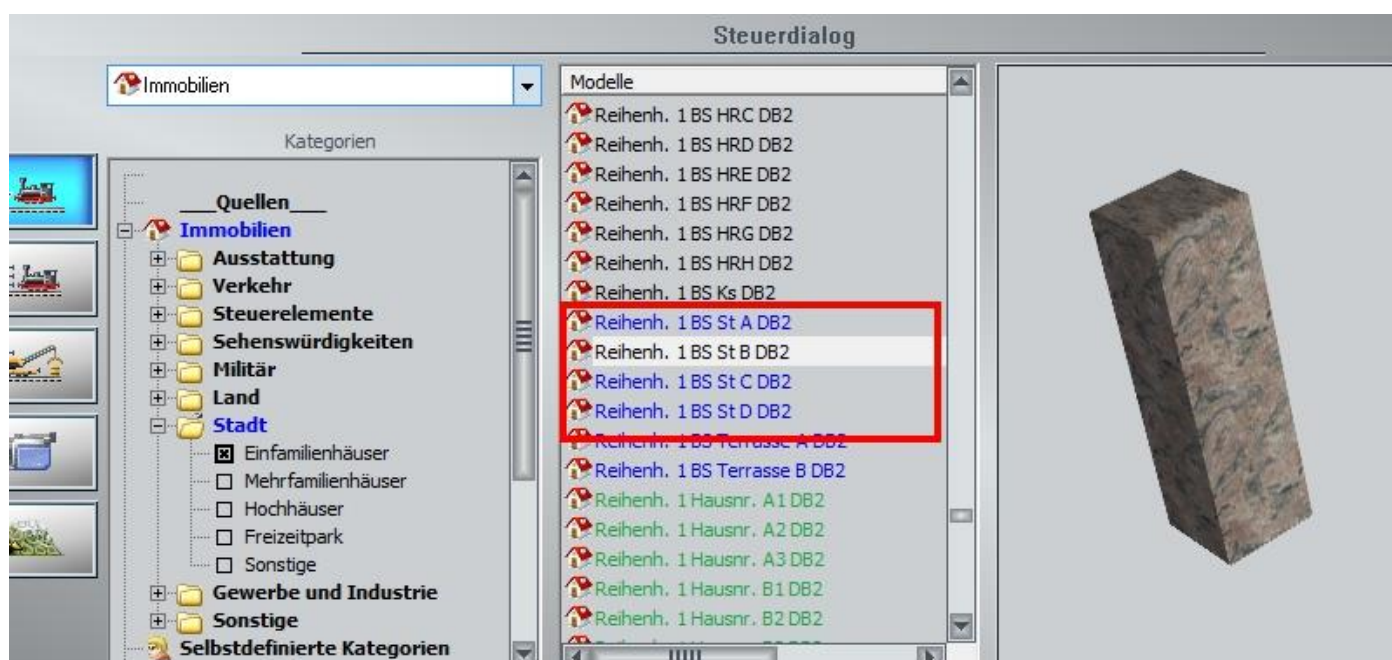 Steuerdialog
Immobilien
Kategorien
___Quellen___
Immobilien
Ausstattung
Verkehr
Steuerelemente
Sehenswürdigkeiten
Militär
Land
Stadt
Einfamilienhäuser
Mehrfamilienhäuser
Hochhäuser
Freizeitpark
Sonstige
Gewerbe und Industrie
Sonstige
Selbstdefinierte Kategorien
Modelle
Reihenh. 1 BS HRC DB2
Reihenh. 1 BS HRD DB2
Reihenh. 1 BS HRE DB2
Reihenh. 1 BS HRF DB2
Reihenh. 1 BS HRG DB2
Reihenh. 1 BS HRH DB2
Reihenh. 1 BS Ks DB2
Reihenh. 1 BS St A DB2
Reihenh. 1 BS St B DB2
Reihenh. 1 BS St C DB2
Reihenh. 1 BS St D DB2
Reihenh. 1 BS Terrasse A DB2
Reihenh. 1 BS Terrasse B DB2
Reihenh. 1 Hausnr. A1 DB2
Reihenh. 1 Hausnr. A2 DB2
Reihenh. 1 Hausnr. A3 DB2
Reihenh. 1 Hausnr. B1 DB2
Reihenh. 1 Hausnr. B2 DB2